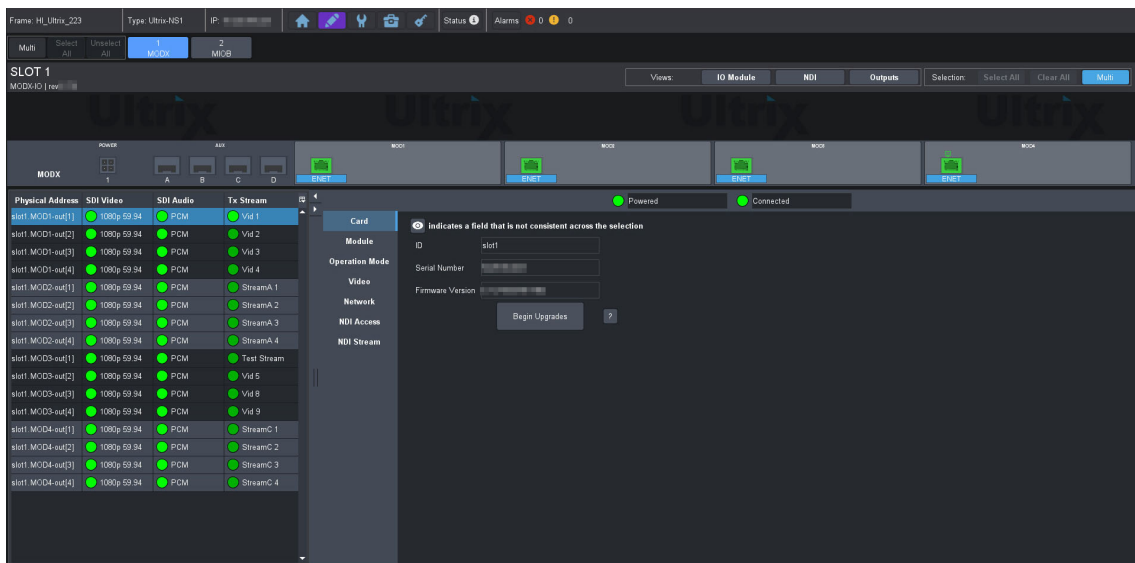 Frame: HI_Ultrix_223 Type: Ultrix-NS1 IP: Status Alarms 0 0
Multi Select All Unselect All 1 MODX 2 MIOB
SLOT 1
MODX-IO | rev
Views: IO Module NDI Outputs Selection: Select All Clear All Multi
Ultrix Ultrix Ultrix Ultrix
POWER AUX MOD1 MOD2 MOD3 MOD4
MODX 1 A B C D ENET ENET ENET ENET
Physical Address SDI Video SDI Audio Tx Stream
Powered Connected
slot1.MOD1-out[1] 1080p 59.94 PCM Vid 1
slot1.MOD1-out[2] 1080p 59.94 PCM Vid 2
slot1.MOD1-out[3] 1080p 59.94 PCM Vid 3
slot1.MOD1-out[4] 1080p 59.94 PCM Vid 4
slot1.MOD2-out[1] 1080p 59.94 PCM StreamA 1
slot1.MOD2-out[2] 1080p 59.94 PCM StreamA 2
slot1.MOD2-out[3] 1080p 59.94 PCM StreamA 3
slot1.MOD2-out[4] 1080p 59.94 PCM StreamA 4
slot1.MOD3-out[1] 1080p 59.94 PCM Test Stream
slot1.MOD3-out[2] 1080p 59.94 PCM Vid 5
slot1.MOD3-out[3] 1080p 59.94 PCM Vid 8
slot1.MOD3-out[4] 1080p 59.94 PCM Vid 9
slot1.MOD4-out[1] 1080p 59.94 PCM StreamC 1
slot1.MOD4-out[2] 1080p 59.94 PCM StreamC 2
slot1.MOD4-out[3] 1080p 59.94 PCM StreamC 3
slot1.MOD4-out[4] 1080p 59.94 PCM StreamC 4
Card
Module
Operation Mode
Video
Network
NDI Access
NDI Stream
indicates a field that is not consistent across the selection
ID slot1
Serial Number
Firmware Version
Begin Upgrades ?